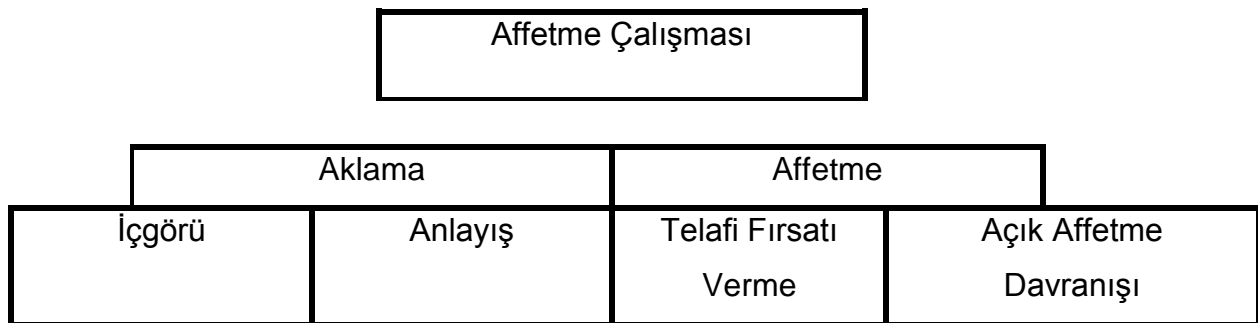 Affetme Çalışması
Aklama
Affetme
İçgörü
Anlayış
Telafi Fırsatı
Verme
Açık Affetme
Davranışı